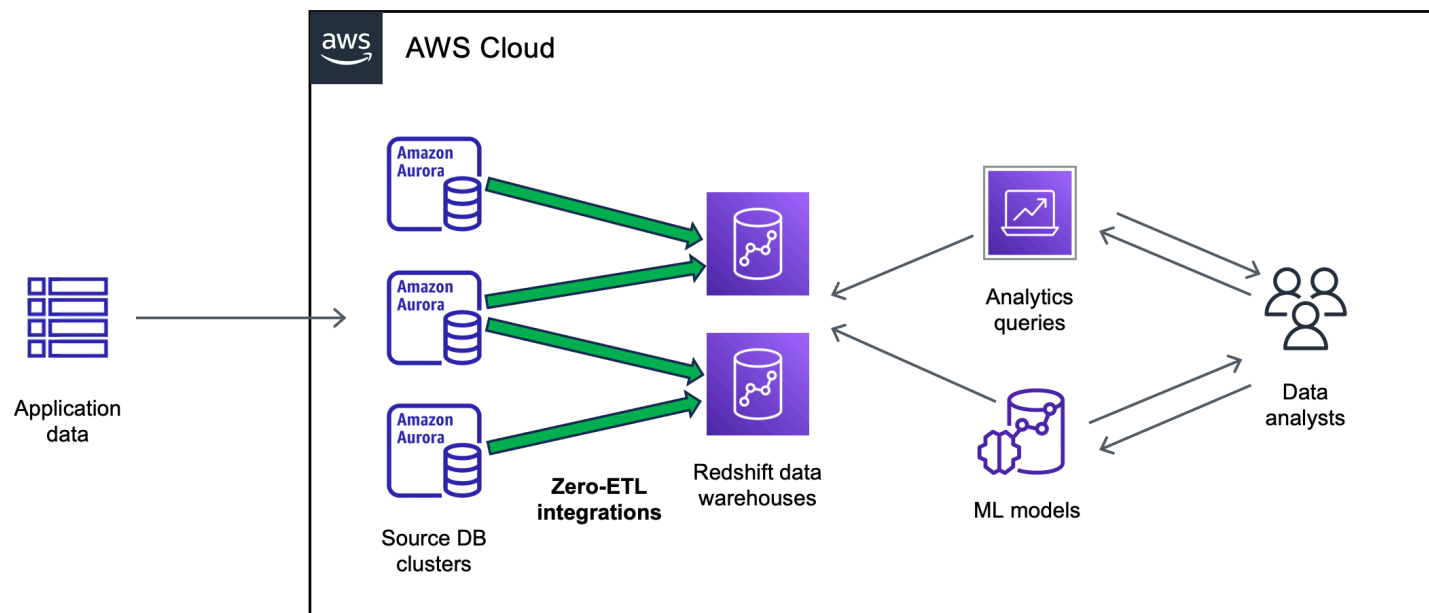 aws
AWS Cloud
Amazon
Aurora
Amazon
Aurora
Amazon
Aurora
Application
data
Source DB
clusters
Zero-ETL
integrations
Redshift data
warehouses
Analytics
queries
ML models
Data
analysts